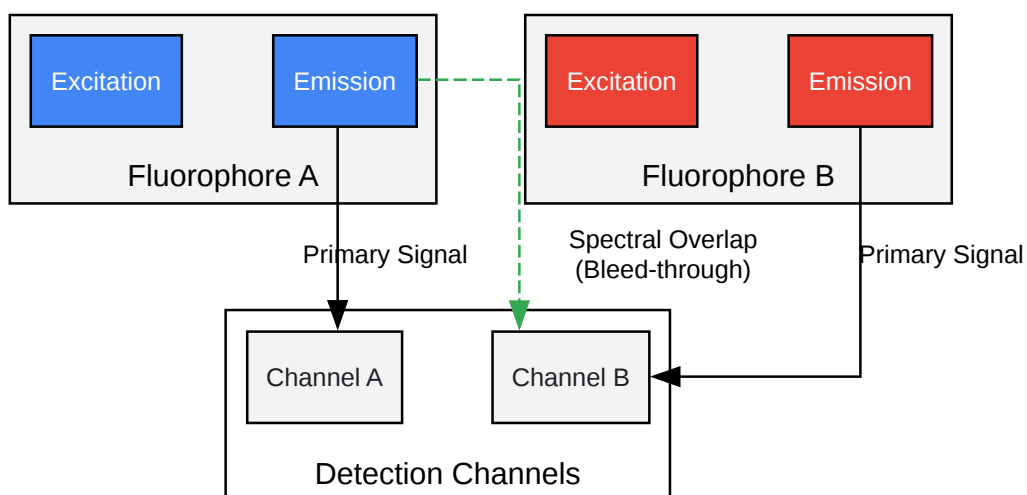 Excitation
Emission
Excitation
Emission
Fluorophore A
Fluorophore B
Primary Signal
Spectral Overlap
(Bleed-through)
Primary Signal
Channel A
Channel B
Detection Channels